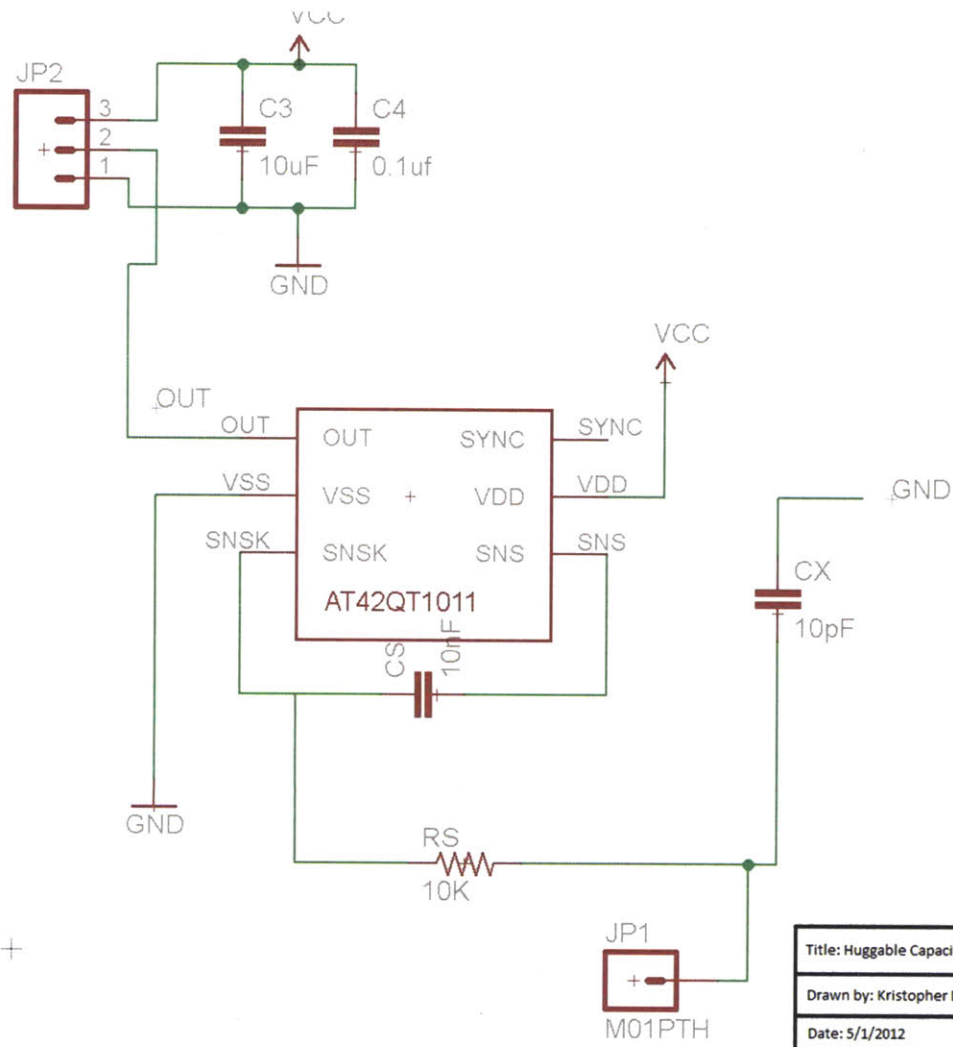 VCC
JP2
3
2
1
C3
10uF
C4
0.1uf
GND
VCC
OUT
OUT
OUT
SYNC
SYNC
VSS
VSS
VDD
VDD
GND
SNSK
SNSK
SNS
SNS
AT42QT1011
CX
10pF
CS
10nF
GND
RS
10K
JP1
M01PTH
Title: Huggable
Drawn by: Kristopher
Date: 5/1/2012